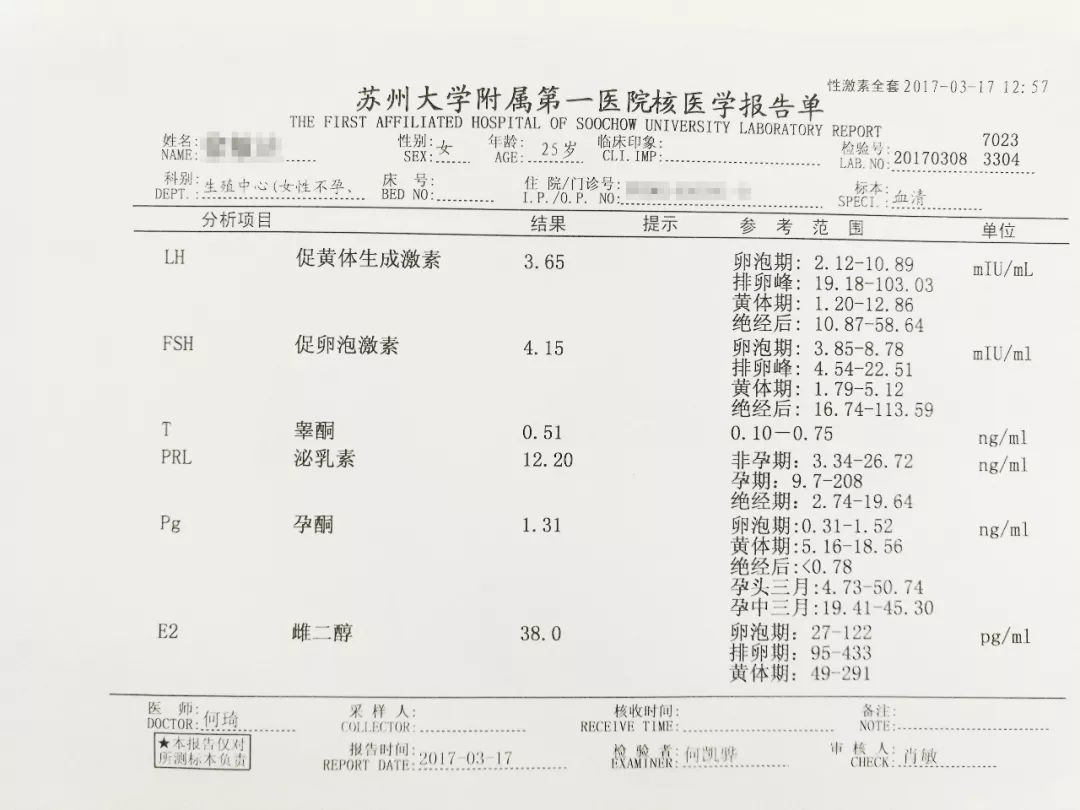 性激素全套2017-03-17 12:57
苏州大学附属第一医院核医学报告单
THE FIRST AFFILIATED HOSPITAL OF SOOCHOW UNIVERSITY LABORATORY REPORT
姓名: 性别: 女 年龄: 25岁 临床印象: 检验号: 7023
NAME: SEX: AGE: CLI.IMP: LAB.NO: 20170308 3304
科别: 生殖中心(女性不孕、 床 号: 住 院/门诊号: 标本: 血清
DEPT.: BED NO: I.P./O.P. NO: SPECI.:
分析项目 结果 提示 参 考 范 围 单位
LH 促黄体生成激素 3.65 卵泡期: 2.12-10.89 mIU/mL
排卵峰: 19.18-103.03
黄体期: 1.20-12.86
绝经后: 10.87-58.64
FSH 促卵泡激素 4.15 卵泡期: 3.85-8.78 mIU/ml
排卵峰: 4.54-22.51
黄体期: 1.79-5.12
绝经后: 16.74-113.59
T 睾酮 0.51 0.10—0.75 ng/ml
PRL 泌乳素 12.20 非孕期: 3.34-26.72 ng/ml
孕期: 9.7-208
绝经期: 2.74-19.64
Pg 孕酮 1.31 卵泡期:0.31-1.52 ng/ml
黄体期:5.16-18.56
绝经后:<0.78
孕头三月:4.73-50.74
孕中三月:19.41-45.30
E2 雌二醇 38.0 卵泡期: 27-122 pg/ml
排卵期: 95-433
黄体期: 49-291
医 师: 何琦 采 样 人: 核收时间: 备注:
DOCTOR: COLLECTOR: RECEIVE TIME: NOTE:
★本报告仅对 报告时间: 2017-03-17 检 验 者: 何凯骅 审 核 人: 肖敏
所测标本负责 REPORT DATE: EXAMINER: CHECK: